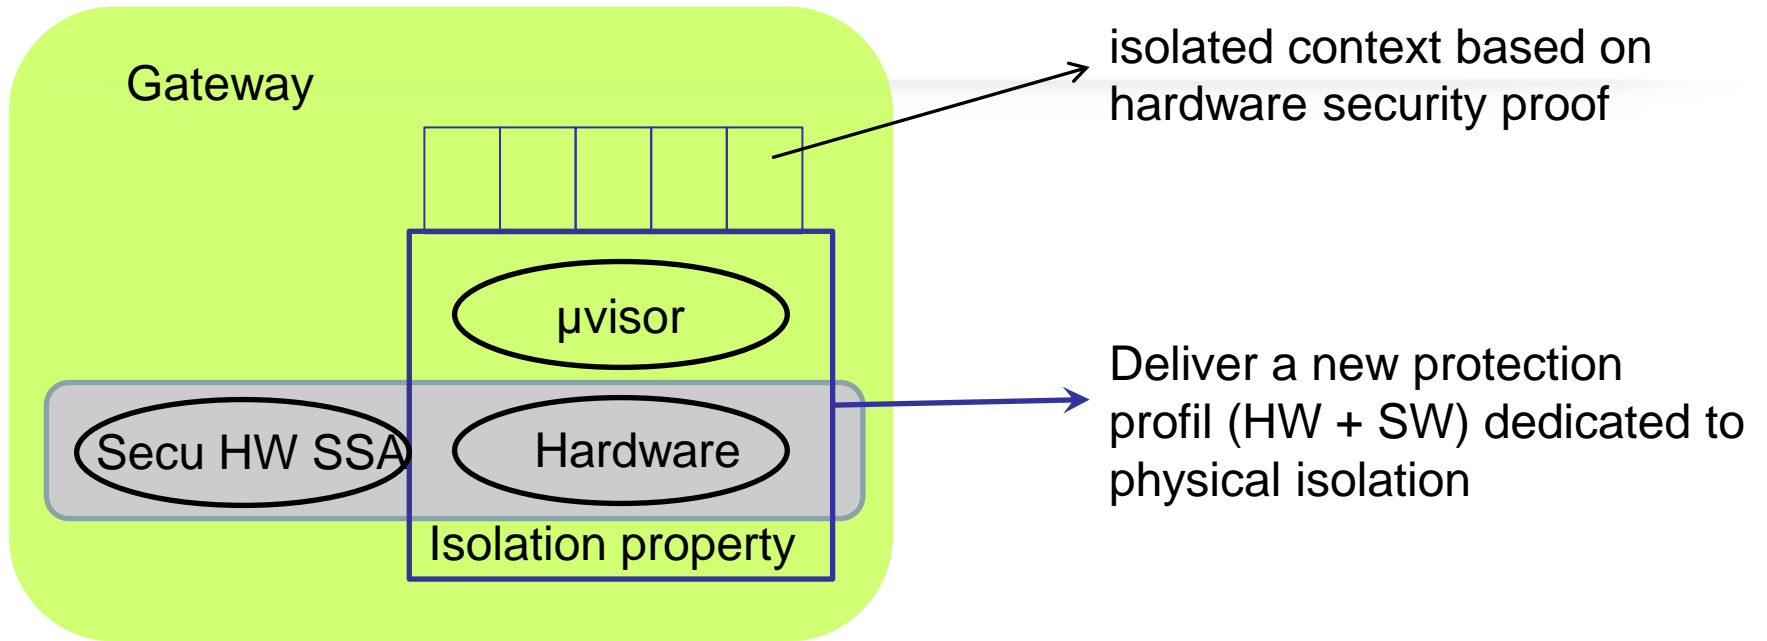 Gateway
isolated context based on
hardware security proof
µvisor
Secu HW SSA
Hardware
Isolation property
Deliver a new protection
profil (HW + SW) dedicated to
physical isolation